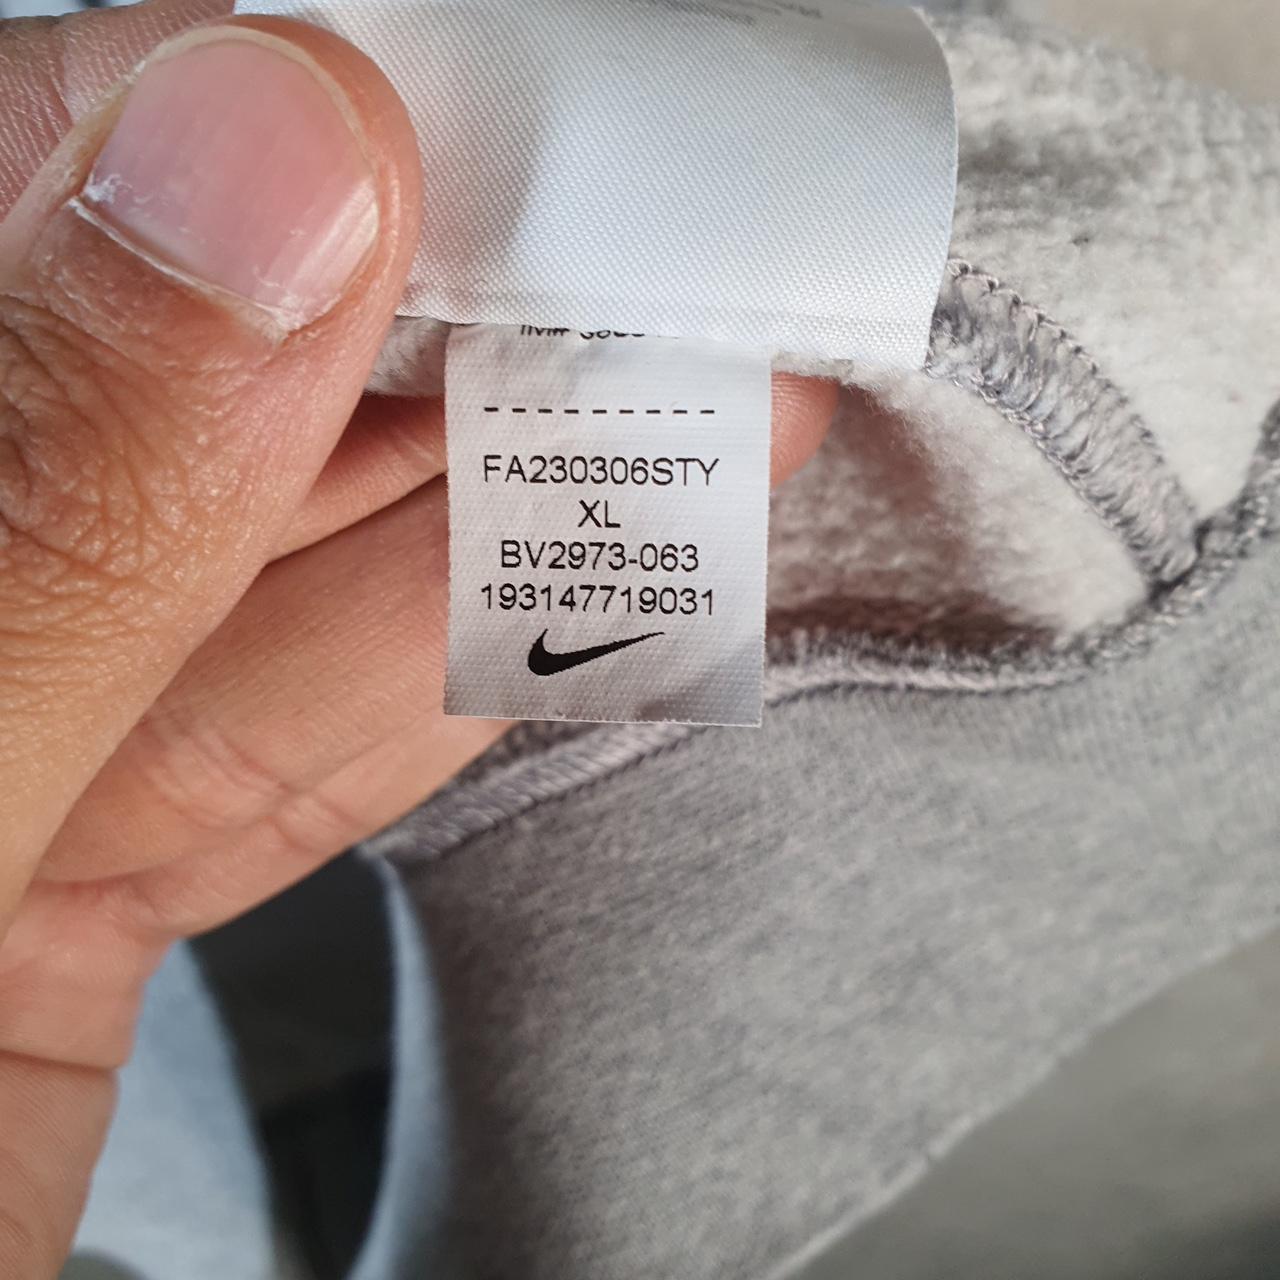 ---------
FA230306STY
XL
BV2973-063
193147719031